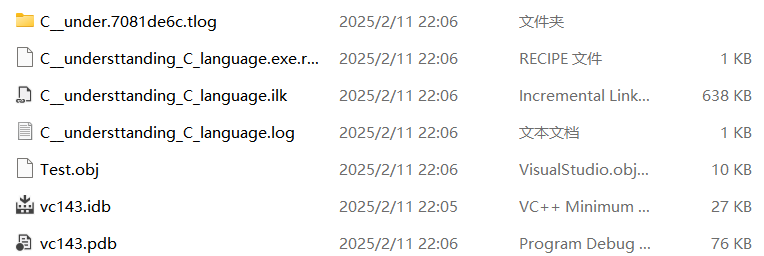 C__under.7081de6c.tlog 2025/2/11 22:06 文件夹
C__understtanding_C_language.exe.r... 2025/2/11 22:06 RECIPE 文件 1 KB
C__understtanding_C_language.ilk 2025/2/11 22:06 Incremental Link... 638 KB
C__understtanding_C_language.log 2025/2/11 22:06 文本文档 1 KB
Test.obj 2025/2/11 22:06 VisualStudio.obj... 10 KB
vc143.idb 2025/2/11 22:05 VC++ Minimum ... 27 KB
vc143.pdb 2025/2/11 22:06 Program Debug ... 76 KB